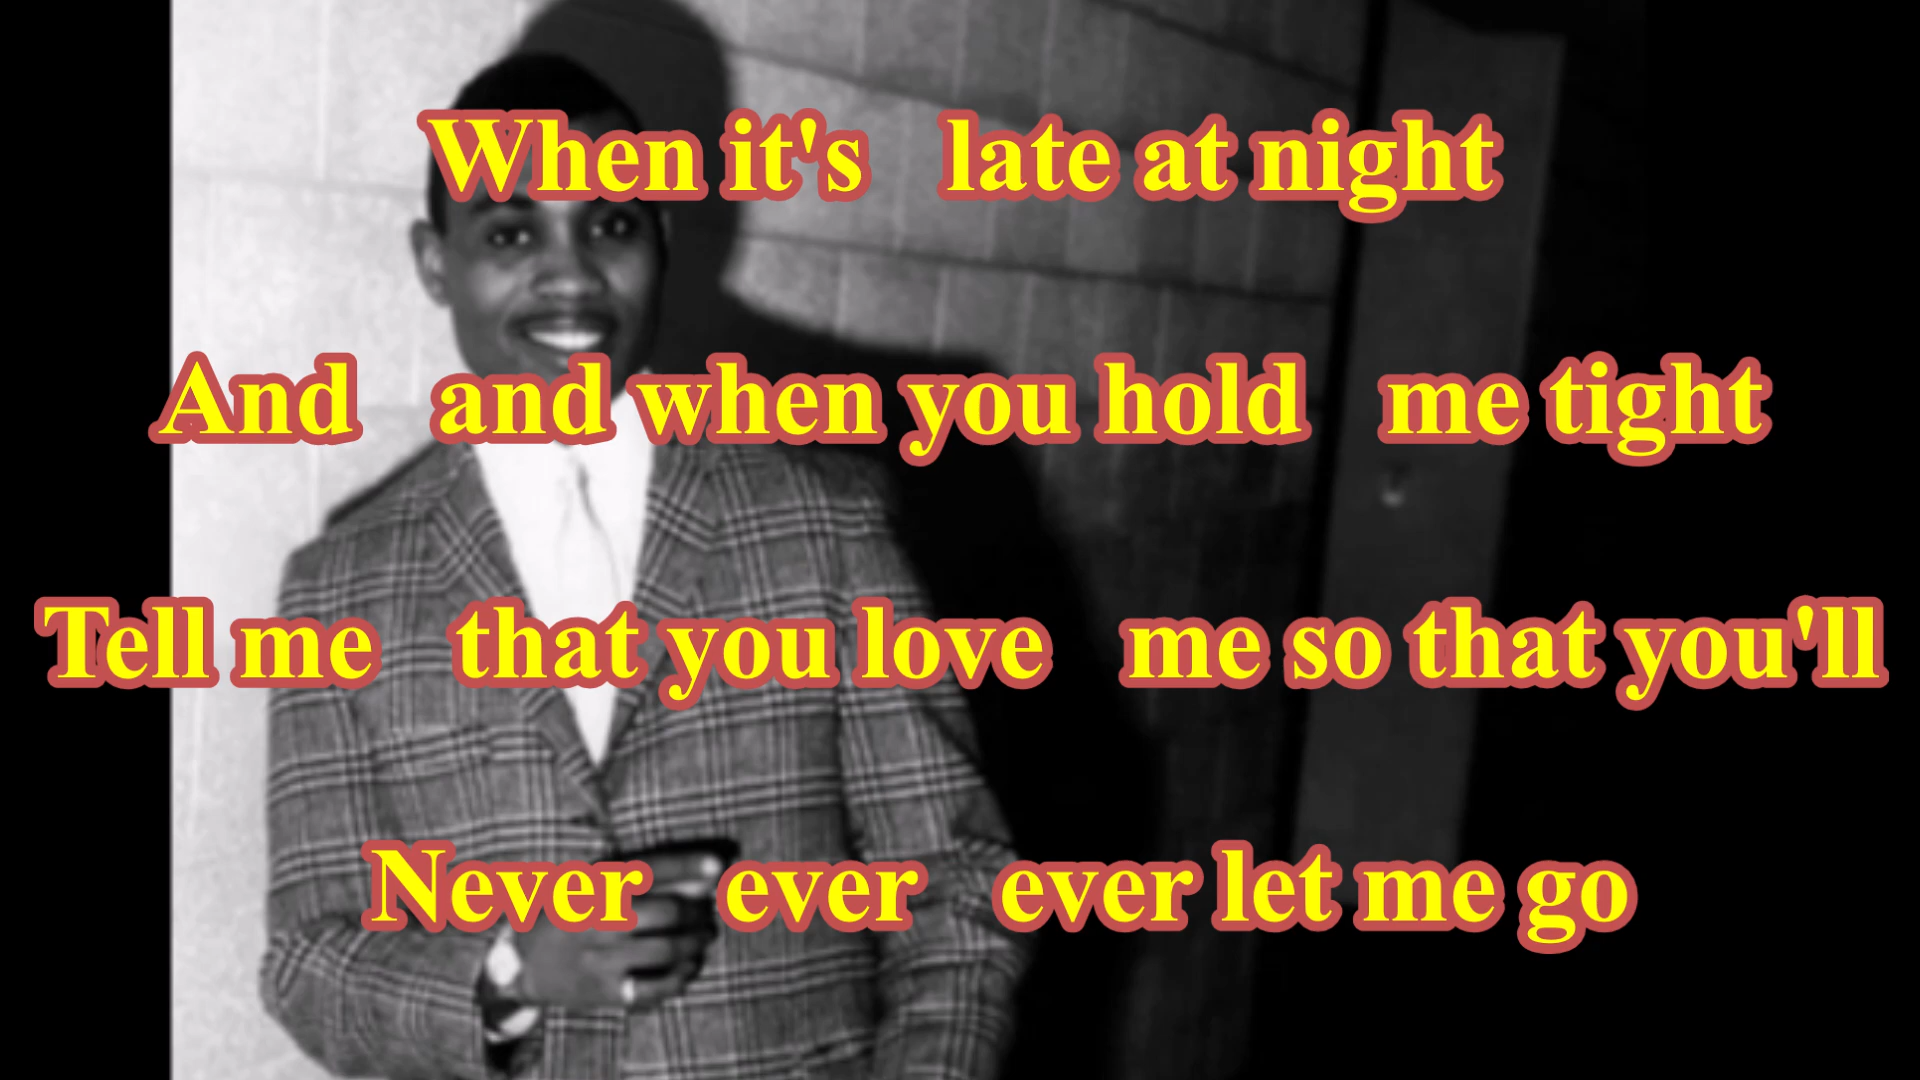 When it's late at night
And and when you hold me tight
Tell me that you love me so that you'll
Never ever ever let me go